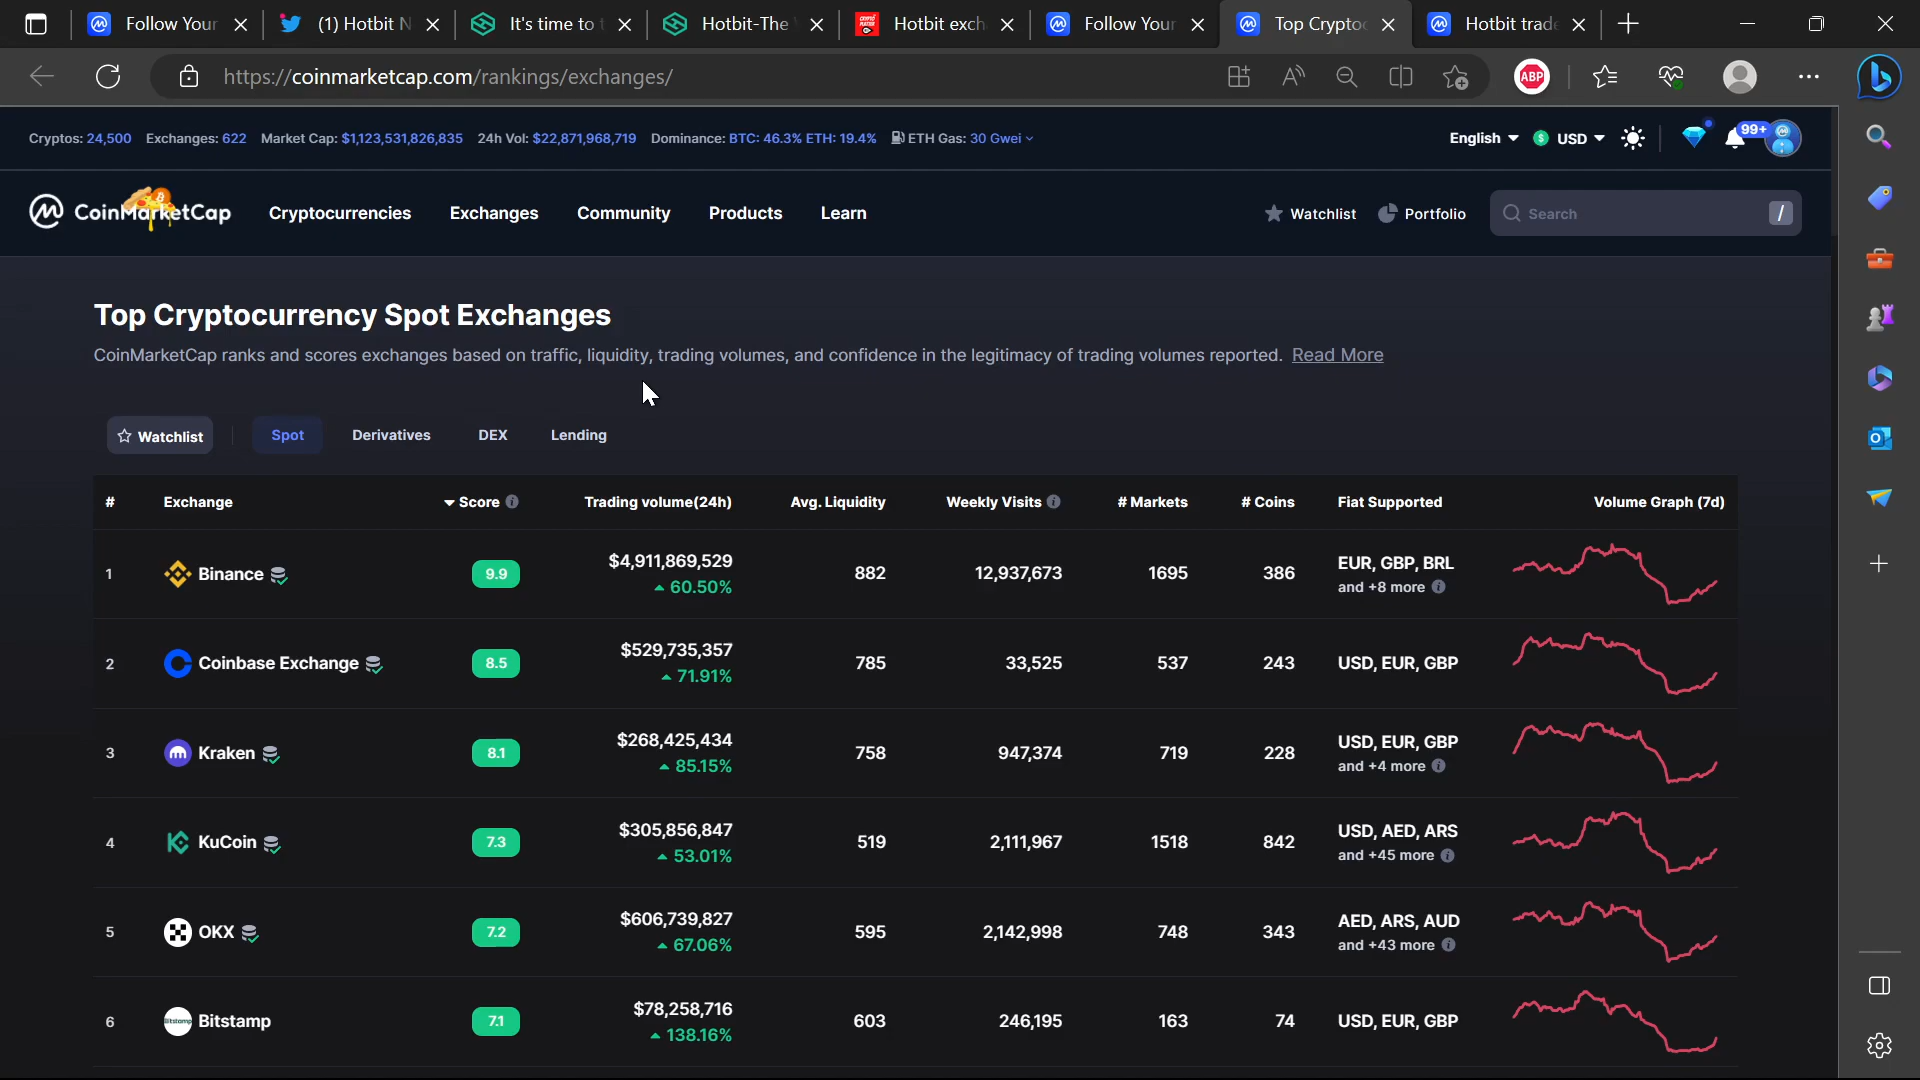 Follow Your
(1) Hotbit N
It's time to t
Hotbit-The
Hotbit exch
Follow Your
Top Cryptoc
Hotbit trade
https://coinmarketcap.com/rankings/exchanges/
ABP
Cryptos: 24,500 Exchanges: 622 Market Cap: $1,123,531,826,835 24h Vol: $22,871,968,719 Dominance: BTC: 46.3% ETH: 19.4% ETH Gas: 30 Gwei
English USD 99+
CoinMarketCap Cryptocurrencies Exchanges Community Products Learn Watchlist Portfolio Search /
Top Cryptocurrency Spot Exchanges
CoinMarketCap ranks and scores exchanges based on traffic, liquidity, trading volumes, and confidence in the legitimacy of trading volumes reported. Read More
Watchlist Spot Derivatives DEX Lending
# Exchange Score Trading volume(24h) Avg. Liquidity Weekly Visits # Markets # Coins Fiat Supported Volume Graph (7d)
1 Binance 9.9 $4,911,869,529 882 12,937,673 1695 386 EUR, GBP, BRL
60.50% and +8 more
2 Coinbase Exchange 8.5 $529,735,357 785 33,525 537 243 USD, EUR, GBP
71.91%
3 Kraken 8.1 $268,425,434 758 947,374 719 228 USD, EUR, GBP
85.15% and +4 more
4 KuCoin 7.3 $305,856,847 519 2,111,967 1518 842 USD, AED, ARS
53.01% and +45 more
5 OKX 7.2 $606,739,827 595 2,142,998 748 343 AED, ARS, AUD
67.06% and +43 more
6 Bitstamp Bitstamp 7.1 $78,258,716 603 246,195 163 74 USD, EUR, GBP
138.16%